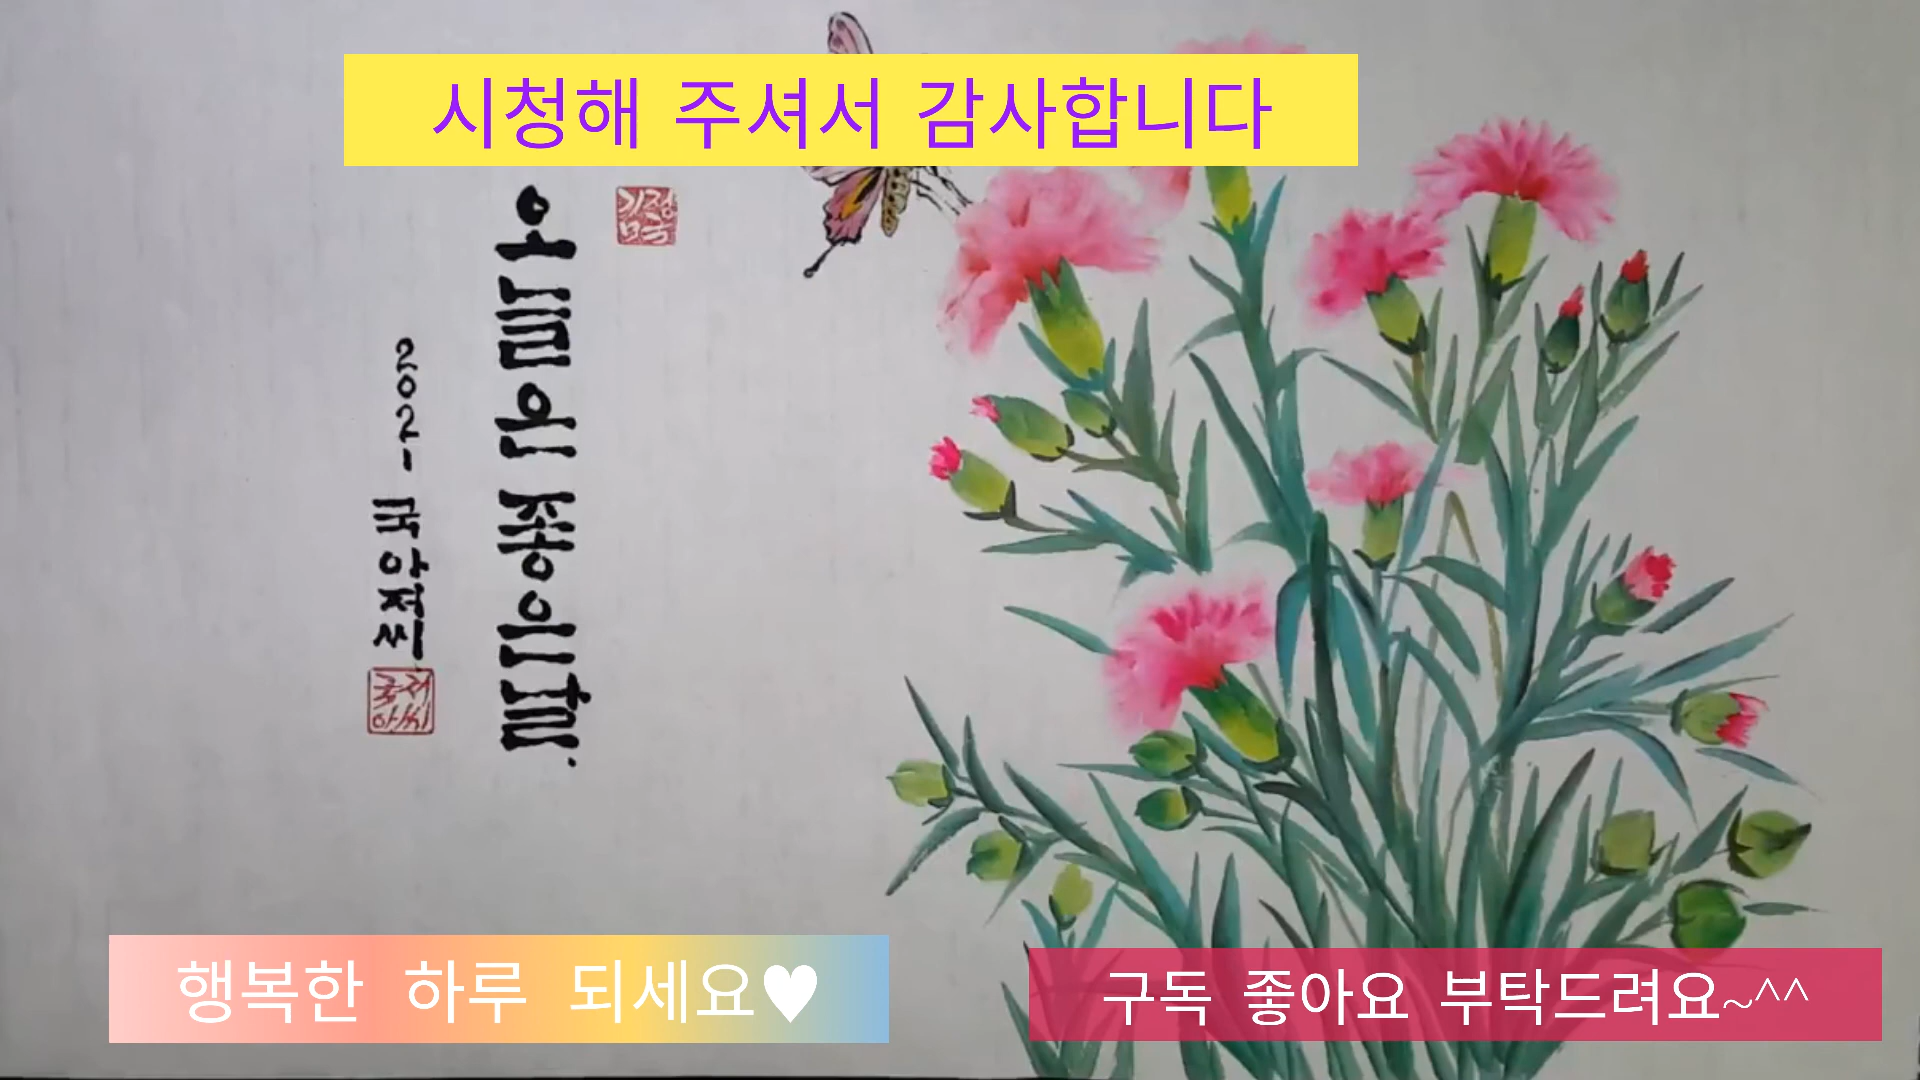 시청해 주셔서 감사합니다
오늘은 좋은날.
202-
국아저씨
행복한 하루 되세요♥
구독 좋아요 부탁드려요~^^